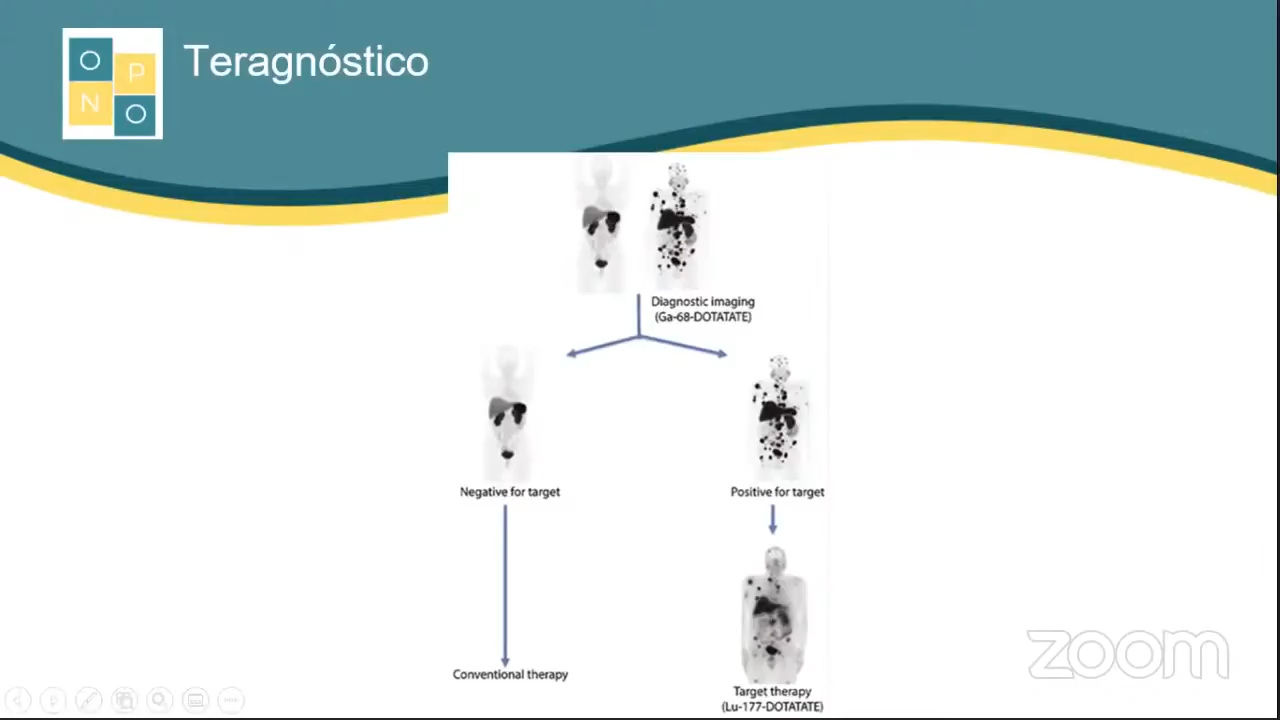 O
P
N
O
Teragnóstico
Diagnostic imaging
(Ga-68-DOTATATE)
Negative for target
Positive for target
Conventional therapy
Target therapy
(Lu-177-DOTATATE)
zoom